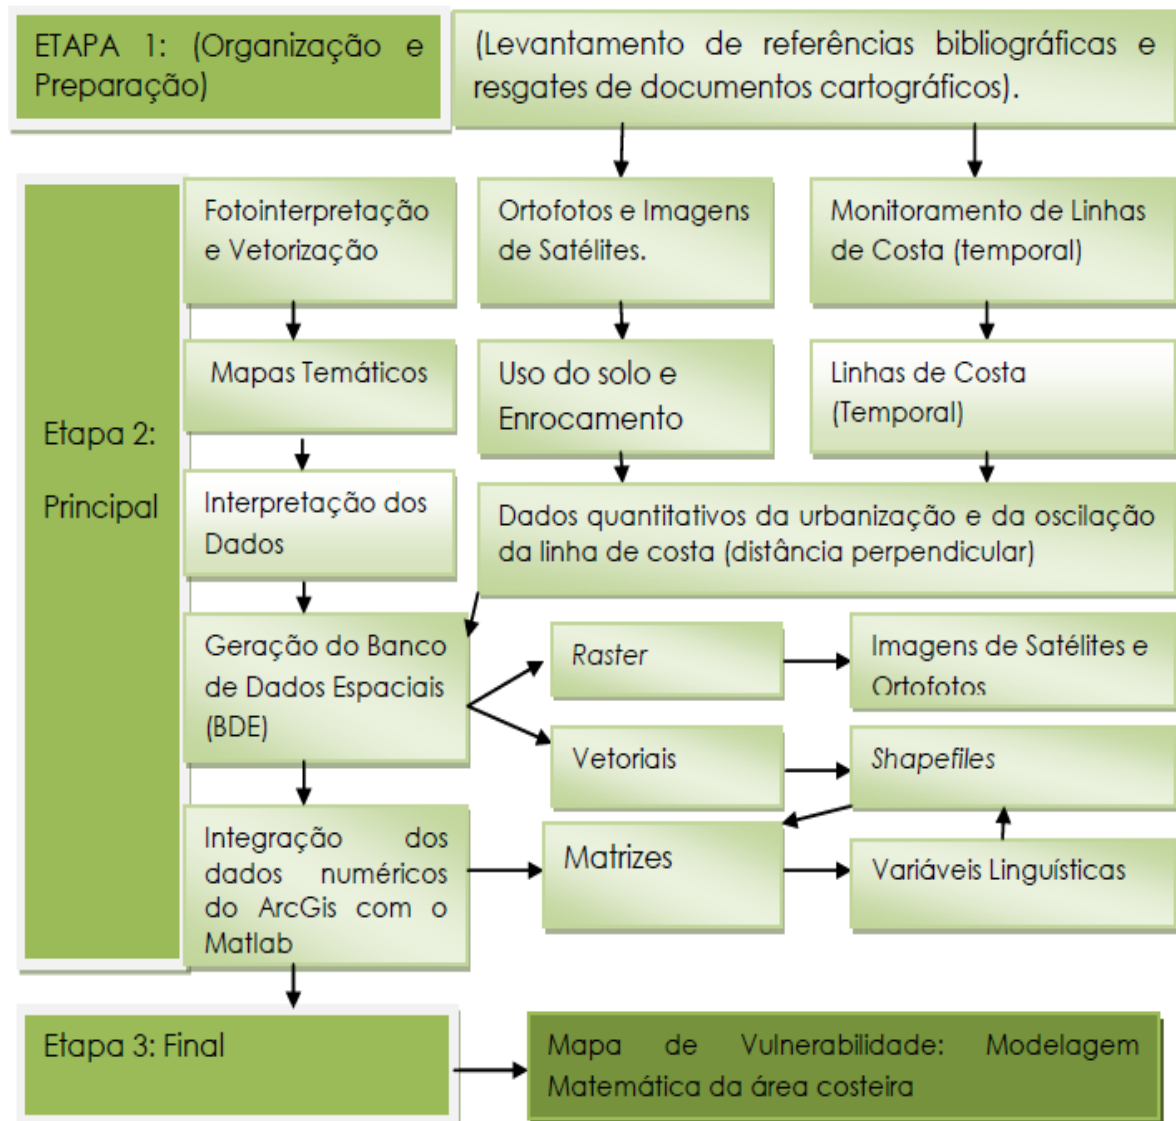 ETAPA 1: (Organização e
Preparação)
(Levantamento de referências bibliográficas e
resgates de documentos cartográficos).
Etapa 2:
Principal
Fotointerpretação
e Vetorização
Ortofotos e Imagens
de Satélites.
Monitoramento de Linhas
de Costa (temporal)
Mapas Temáticos
Uso do solo e
Enrocamento
Linhas de Costa
(Temporal)
Interpretação dos
Dados
Dados quantitativos da urbanização e da oscilação
da linha de costa (distância perpendicular)
Geração do Banco
de Dados Espaciais
(BDE)
Raster
Imagens de Satélites e
Ortofotos
Vetoriais
Shapefiles
Integração dos
dados numéricos
do ArcGis com o
Matlab
Matrizes
Variáveis Linguísticas
Etapa 3: Final
Mapa de Vulnerabilidade: Modelagem
Matemática da área costeira